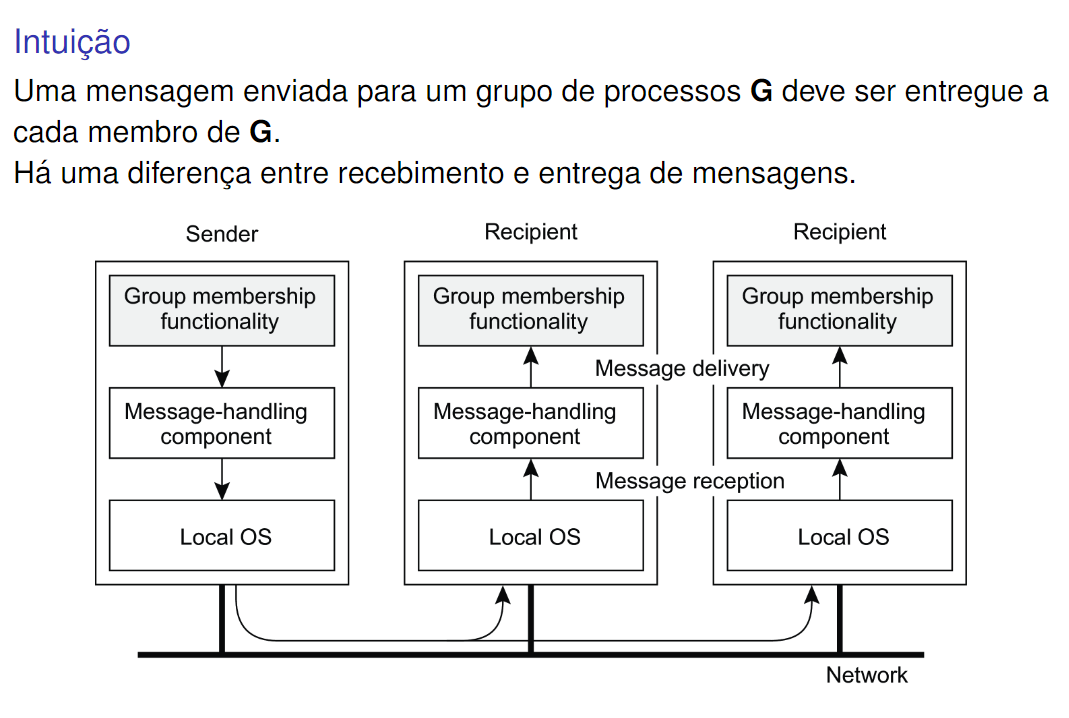 Intuição
Uma mensagem enviada para um grupo de processos G deve ser entregue a
cada membro de G.
Há uma diferença entre recebimento e entrega de mensagens.
Sender
Recipient
Recipient
Group membership
functionality
Group membership
functionality
Group membership
functionality
Message delivery
Message-handling
component
Message-handling
component
Message-handling
component
Message reception
Local OS
Local OS
Local OS
Network